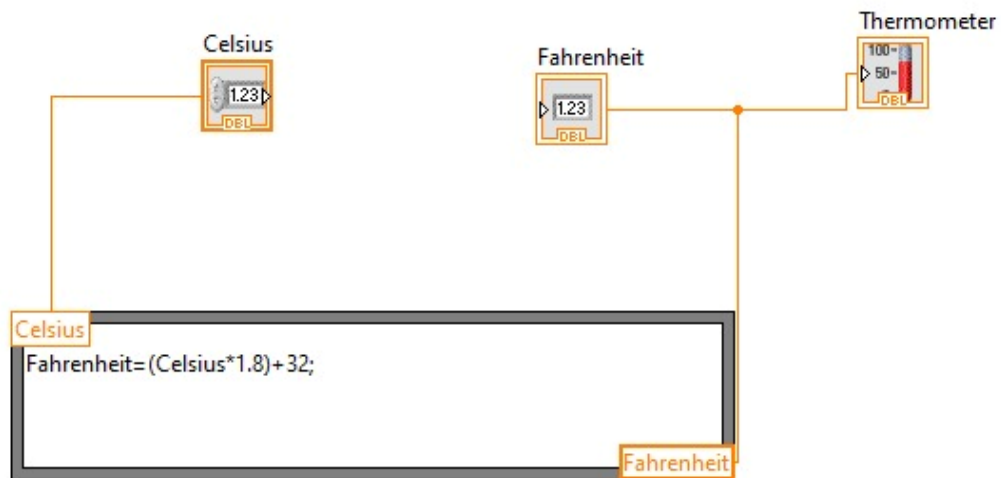 Thermometer
Celsius
Fahrenheit
100
50
1.23
1.23
DBL
DBL
DBL
Celsius
Fahrenheit=(Celsius*1.8)+32;
Fahrenheit